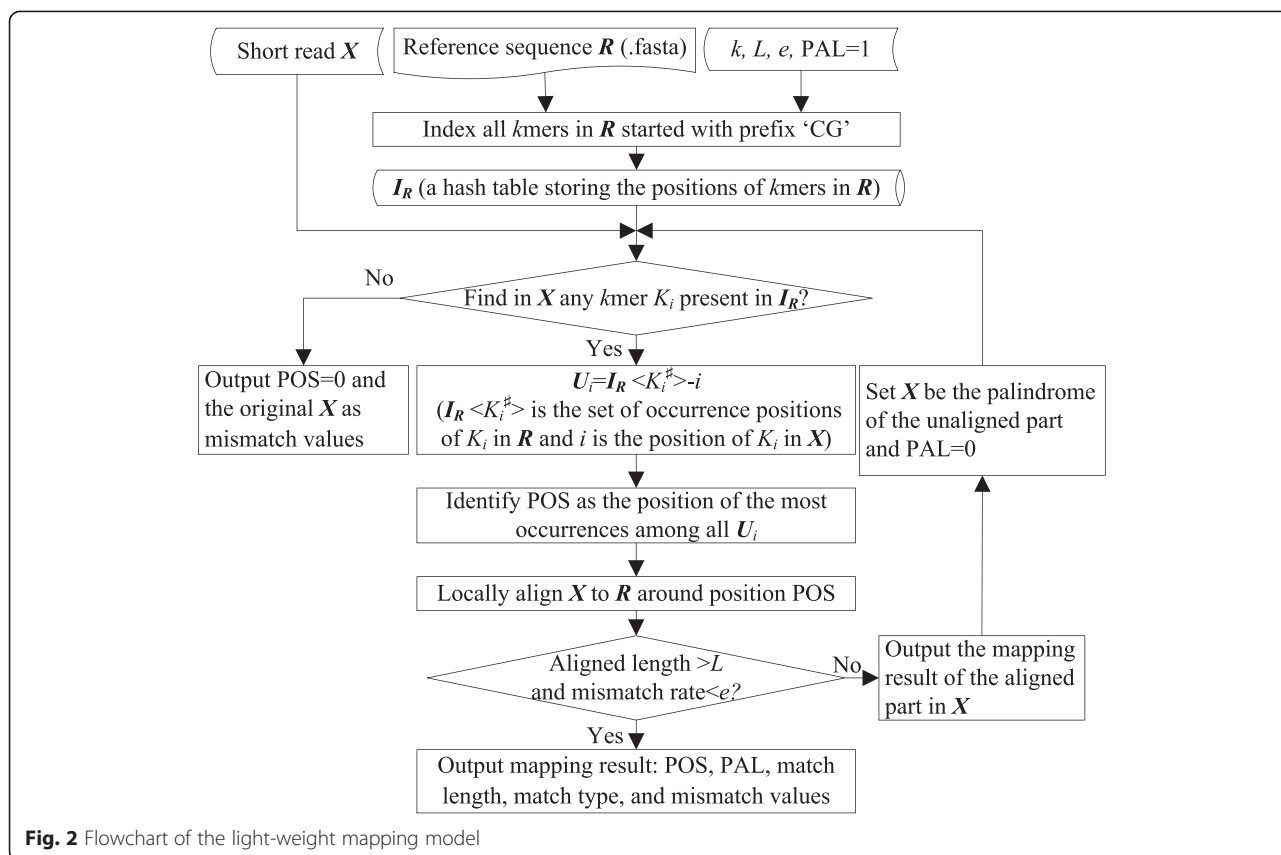 Short read X
Reference sequence R (.fasta)
k, L, e, PAL=1
Index all kmers in R started with prefix ‘CG’
I_R (a hash table storing the positions of kmers in R)
Find in X any kmer K_i present in I_R?
No
Yes
Output POS=0 and
the original X as
mismatch values
U_i=I_R <K_i^♯>-i
(I_R <K_i^♯> is the set of occurrence positions
of K_i in R and i is the position of K_i in X)
Set X be the palindrome
of the unaligned part
and PAL=0
Identify POS as the position of the most
occurrences among all U_i
Locally align X to R around position POS
Aligned length >L
and mismatch rate<e?
No
Output the mapping
result of the aligned
part in X
Yes
Output mapping result: POS, PAL, match
length, match type, and mismatch values
Fig. 2 Flowchart of the light-weight mapping model